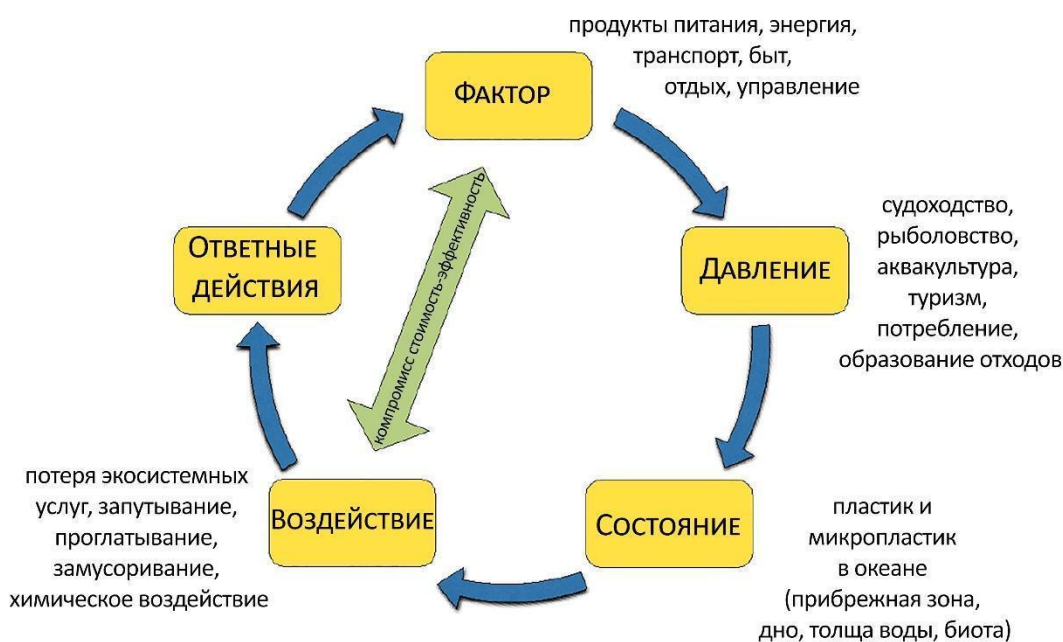 продукты питания, энергия,
транспорт, быт,
отдых, управление
ФАКТОР
судоходство,
рыболовство,
аквакультура,
туризм,
потребление,
образование отходов
ДАВЛЕНИЕ
ОТВЕТНЫЕ
ДЕЙСТВИЯ
компромисс стоимость-эффективность
потеря экосистемных
услуг, запутывание,
проглатывание,
замусоривание,
химическое воздействие
ВОЗДЕЙСТВИЕ
СОСТОЯНИЕ
пластик и
микропластик
в океане
(прибрежная зона,
дно, толща воды, биота)